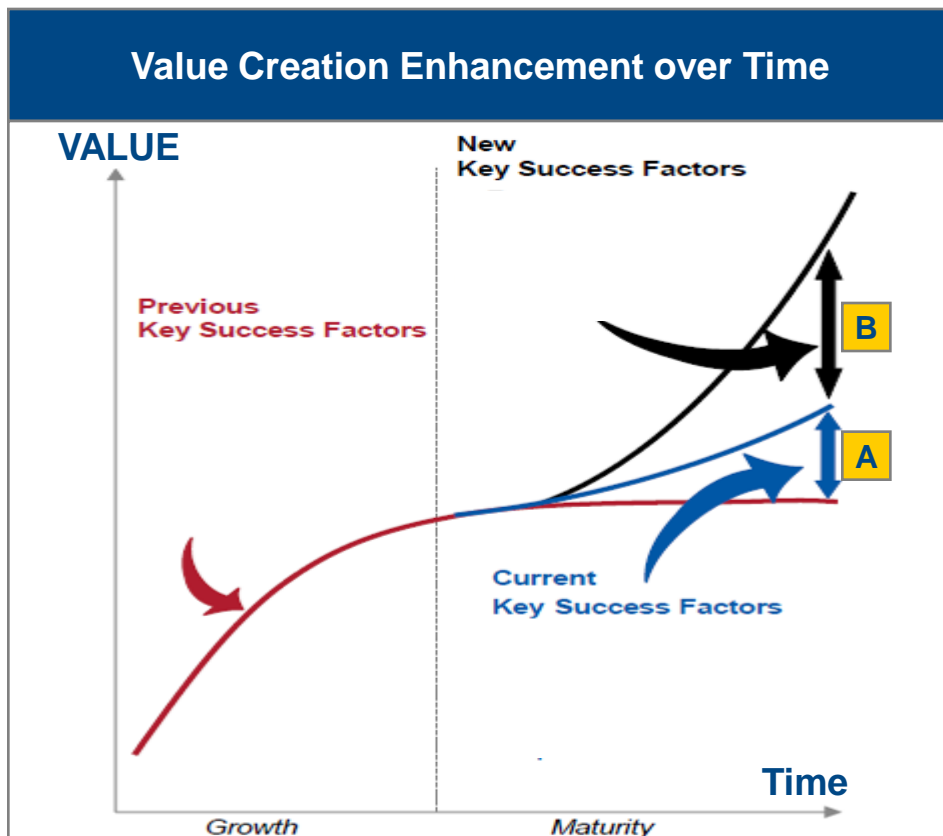 Value Creation Enhancement over Time
VALUE
New
Key Success Factors
Previous
Key Success Factors
B
A
Current
Key Success Factors
Time
Growth
Maturity